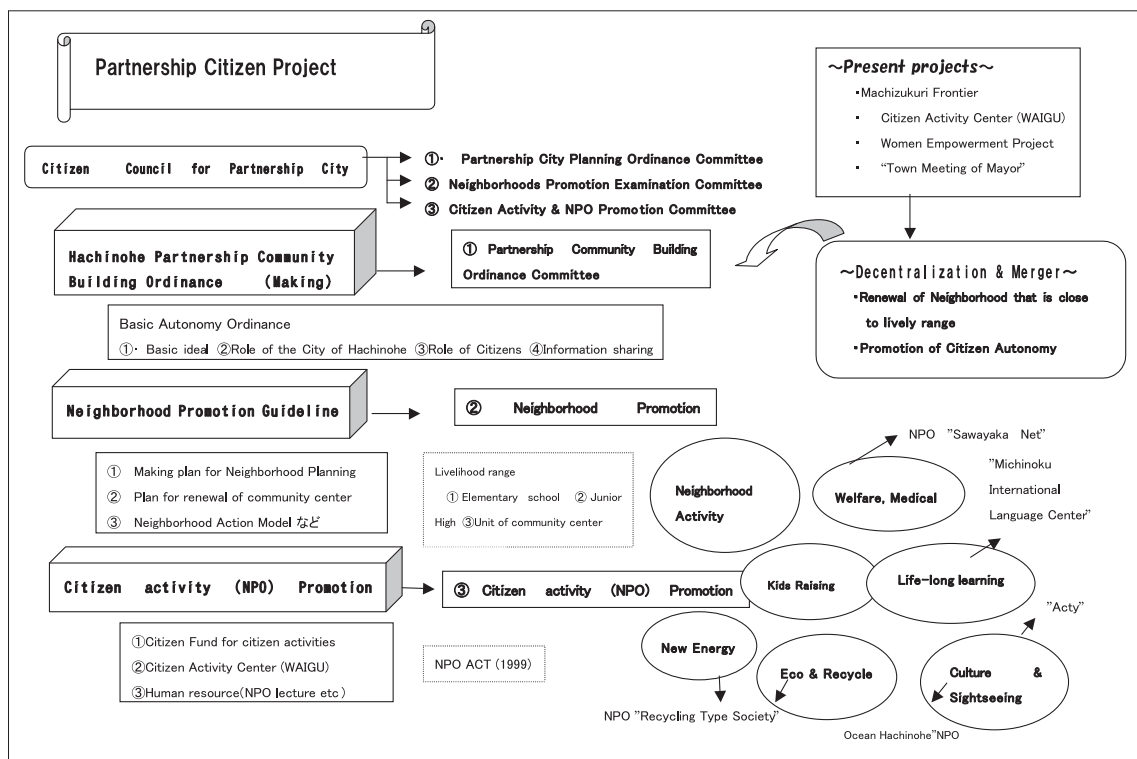 Partnership Citizen Project
～Present projects～
・Machizukuri Frontier
・ Citizen Activity Center (WAIGU)
・ Women Empowerment Project
・ “Town Meeting of Mayor”
Citizen Council for Partnership City
①・ Partnership City Planning Ordinance Committee
② Neighborhoods Promotion Examination Committee
③ Citizen Activity & NPO Promotion Committee
Hachinohe Partnership Community
Building Ordinance (Making)
① Partnership Community Building
Ordinance Committee
～Decentralization & Merger～
・Renewal of Neighborhood that is close
to lively range
・Promotion of Citizen Autonomy
Basic Autonomy Ordinance
①・ Basic ideal ②Role of the City of Hachinohe ③Role of Citizens ④Information sharing
Neighborhood Promotion Guideline
② Neighborhood Promotion
① Making plan for Neighborhood Planning
② Plan for renewal of community center
③ Neighborhood Action Model など
Livelihood range
① Elementary school ② Junior
High ③Unit of community center
Neighborhood
Activity
NPO ”Sawayaka Net”
Welfare, Medical
”Michinoku
International
Language Center”
Citizen activity (NPO) Promotion
③ Citizen activity (NPO) Promotion
Kids Raising
Life-long learning
①Citizen Fund for citizen activities
②Citizen Activity Center (WAIGU)
③Human resource(NPO lecture etc)
NPO ACT (1999)
New Energy
Eco & Recycle
”Acty”
Culture &
Sightseeing
NPO ”Recycling Type Society”
Ocean Hachinohe”NPO